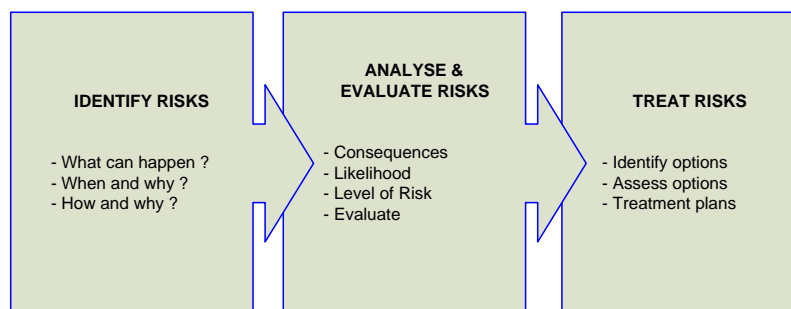 IDENTIFY RISKS
- What can happen ?
- When and why ?
- How and why ?
ANALYSE &
EVALUATE RISKS
- Consequences
- Likelihood
- Level of Risk
- Evaluate
TREAT RISKS
- Identify options
- Assess options
- Treatment plans